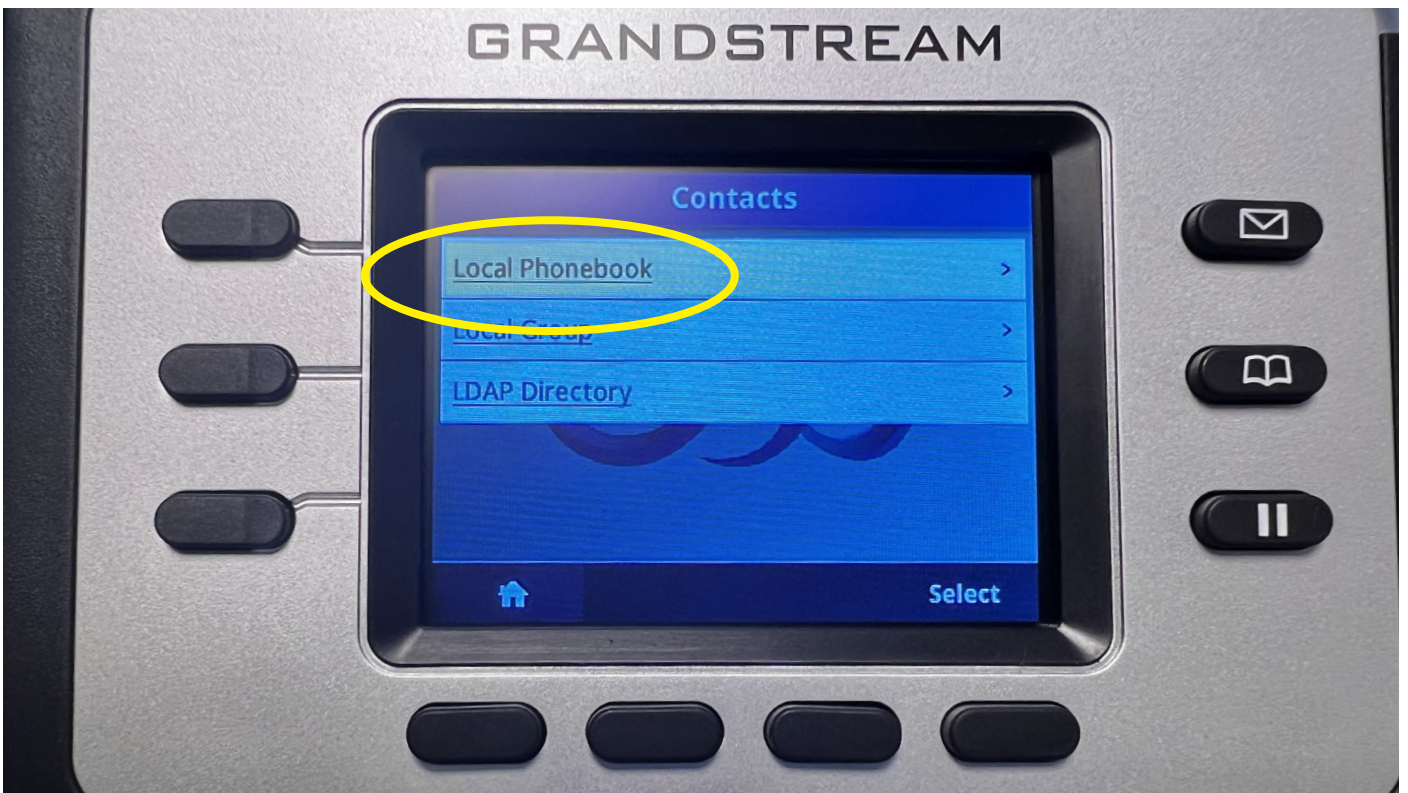 GRANDSTREAM
Contacts
Local Phonebook >
Local Group >
LDAP Directory >
Select